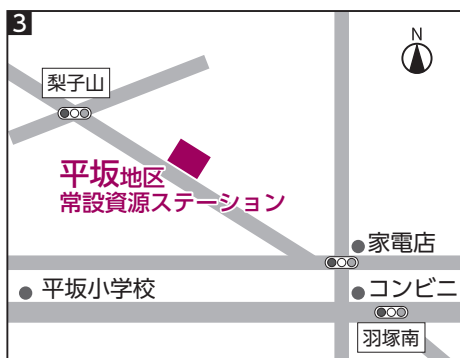 3
N
梨子山
平坂地区
常設資源ステーション
家電店
平坂小学校
コンビニ
羽塚南